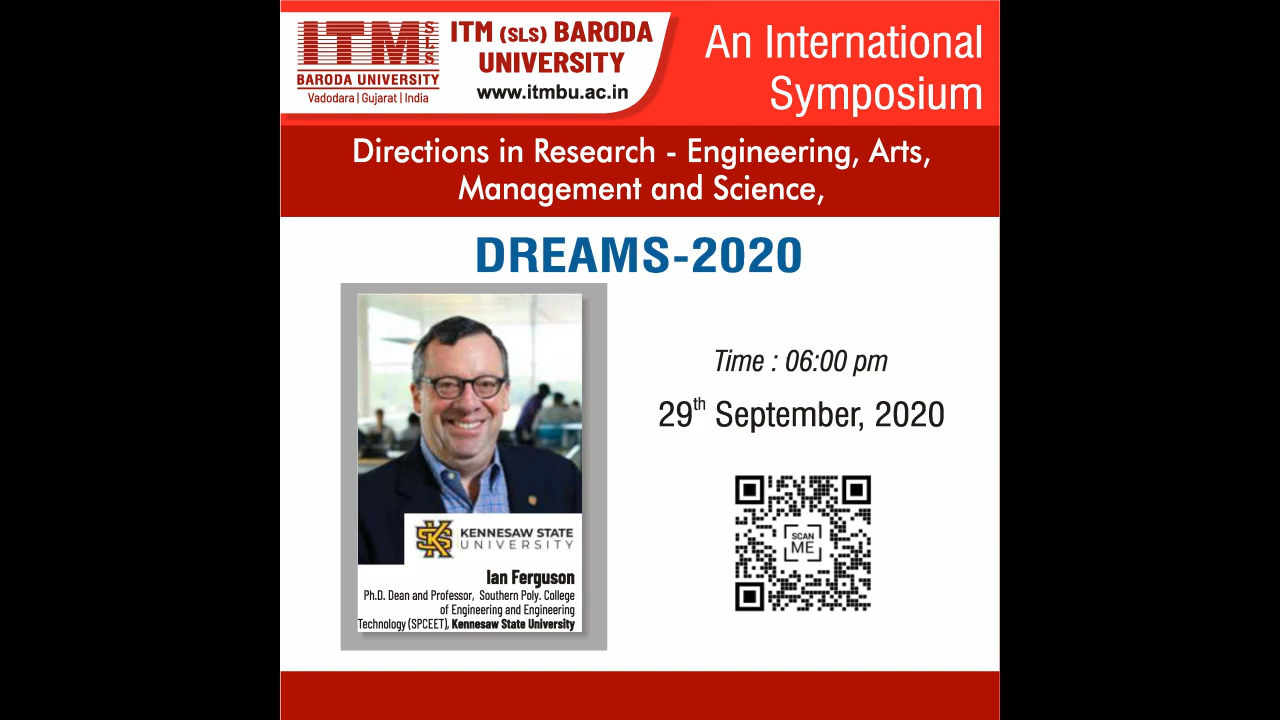 ITM SLS
BARODA UNIVERSITY
Vadodara | Gujarat | India
ITM (SLS) BARODA
UNIVERSITY
www.itmbu.ac.in
An International
Symposium
Directions in Research - Engineering, Arts,
Management and Science,
DREAMS-2020
KENNESAW STATE
UNIVERSITY
Ian Ferguson
Ph.D. Dean and Professor, Southern Poly. College
of Engineering and Engineering
Technology (SPCEET), Kennesaw State University
Time : 06:00 pm
29th September, 2020
SCAN
ME